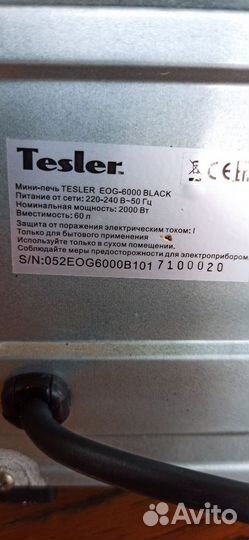 Tesler
CE
Мини-печь TESLER EOG-6000 BLACK
Питание от сети: 220-240 В~50 Гц
Номинальная мощность: 2000 Вт
Вместимость: 60 л
Защита от поражения электрическим током: I
Только для бытового применения
Используйте только в сухом помещении.
Соблюдайте меры предосторожности для электроприборов
S/N:052EOG6000B101 7100020
Avito